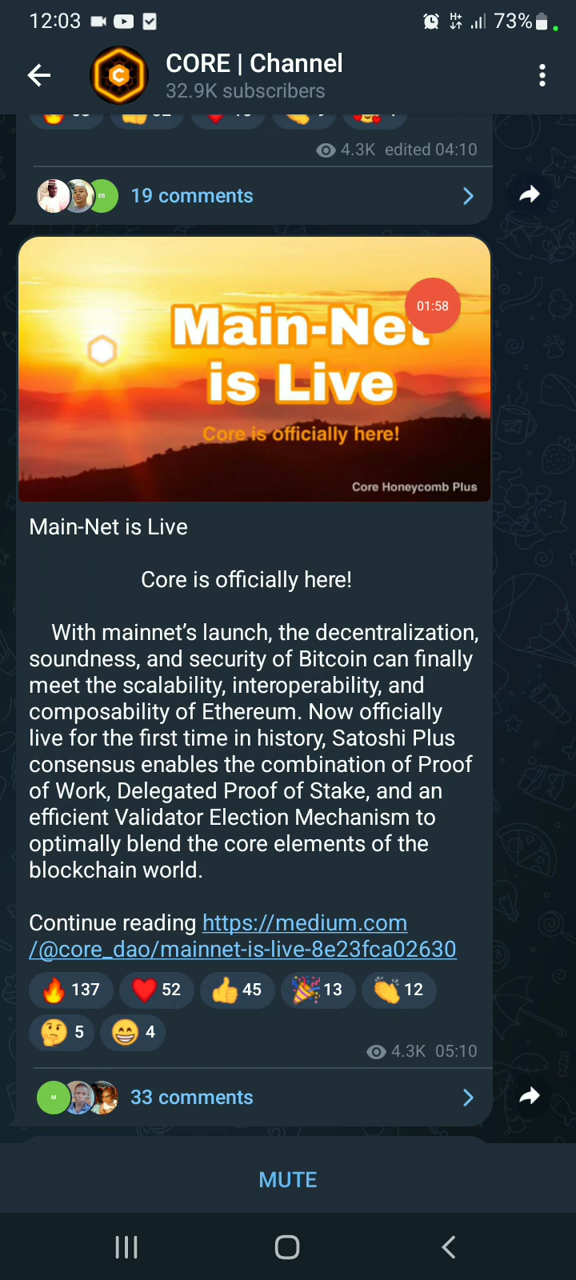 12:03
73%
CORE | Channel
32.9K subscribers
4.3K edited 04:10
19 comments
01:58
Main-Net
is Live
Core is officially here!
Core Honeycomb Plus
Main-Net is Live
Core is officially here!
With mainnet’s launch, the decentralization,
soundness, and security of Bitcoin can finally
meet the scalability, interoperability, and
composability of Ethereum. Now officially
live for the first time in history, Satoshi Plus
consensus enables the combination of Proof
of Work, Delegated Proof of Stake, and an
efficient Validator Election Mechanism to
optimally blend the core elements of the
blockchain world.
Continue reading https://medium.com
/@core_dao/mainnet-is-live-8e23fca02630
137 52 45 13 12
5 4
4.3K 05:10
M
33 comments
MUTE